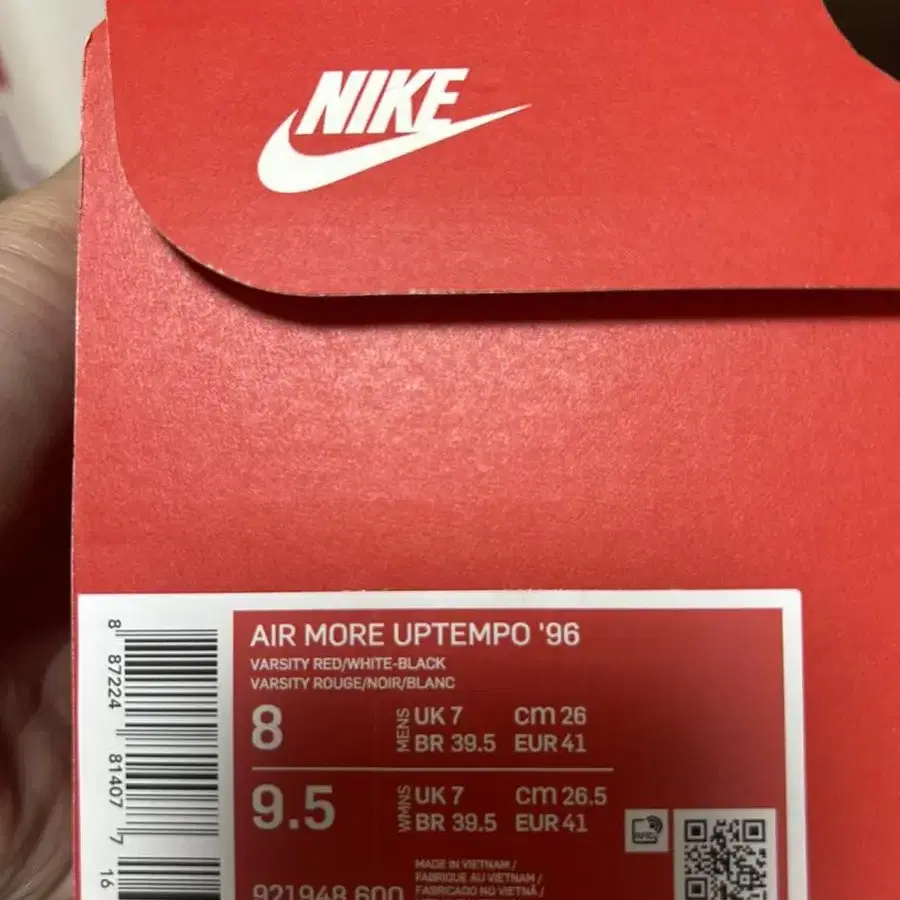 NIKE
AIR MORE UPTEMPO '96
VARSITY RED/WHITE-BLACK
VARSITY ROUGE/NOIR/BLANC
8 MENS UK 7 cm 26
BR 39.5 EUR 41
9.5 WMNS UK 7 cm 26.5
BR 39.5 EUR 41
MADE IN VIETNAM /
FABRIQUE AU VIETNAM /
FABRICADO NO VIETNÃ /
921948 600
8 87224 81407 7
16
RFID